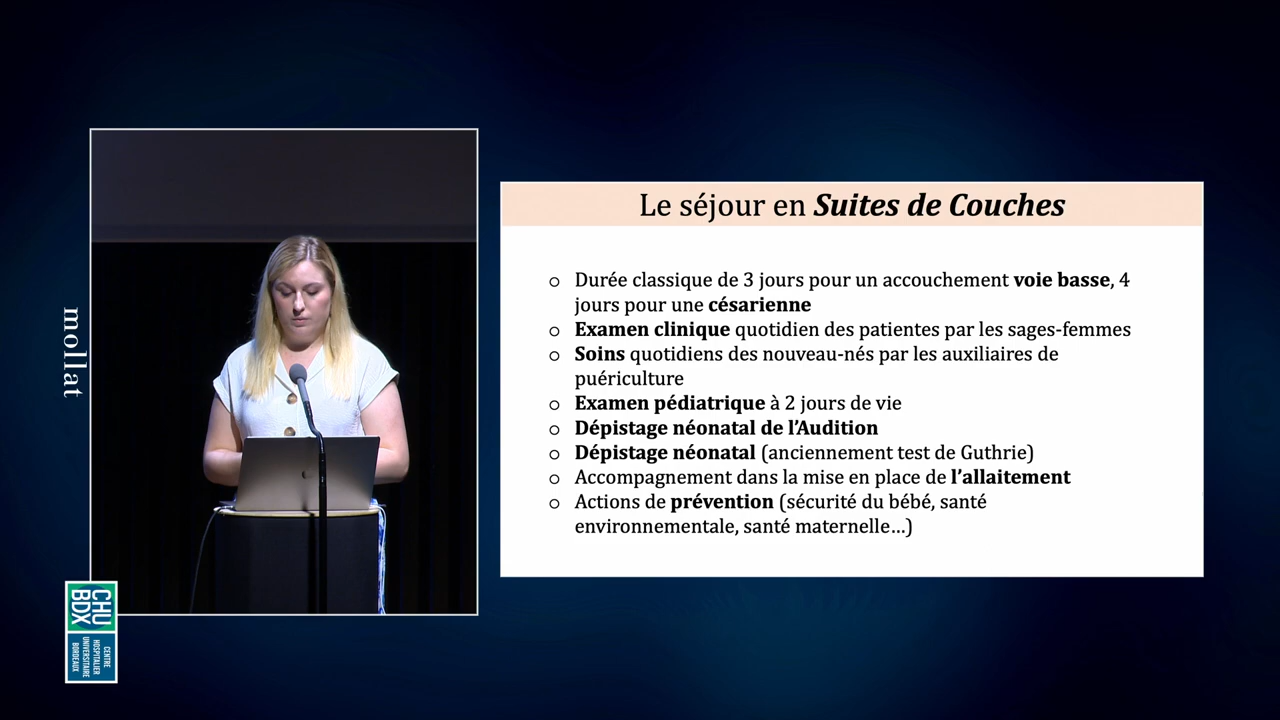 mollat
CHU
BDX
CENTRE
HOSPITALIER
UNIVERSITAIRE
BORDEAUX
Le séjour en Suites de Couches
o Durée classique de 3 jours pour un accouchement voie basse, 4
jours pour une césarienne
o Examen clinique quotidien des patientes par les sages-femmes
o Soins quotidiens des nouveau-nés par les auxiliaires de
puériculture
o Examen pédiatrique à 2 jours de vie
o Dépistage néonatal de l’Audition
o Dépistage néonatal (anciennement test de Guthrie)
o Accompagnement dans la mise en place de l’allaitement
o Actions de prévention (sécurité du bébé, santé
environnementale, santé maternelle…)